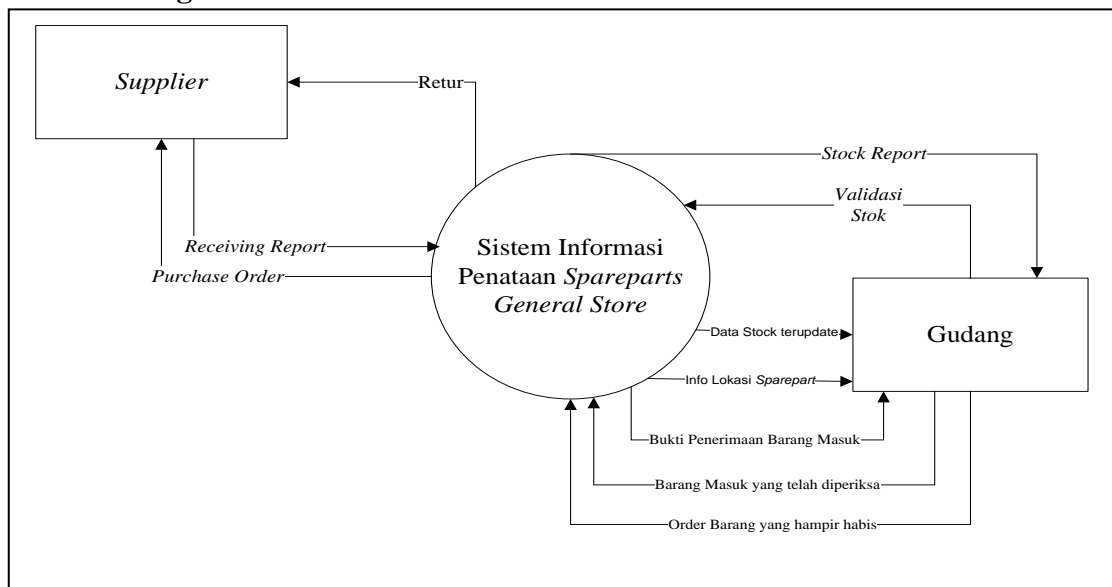 Supplier
Retur
Stock Report
Validasi
Stok
Receiving Report
Purchase Order
Sistem Informasi
Penataan Spareparts
General Store
Data Stock terupdate
Gudang
Info Lokasi Sparepart
Bukti Penerimaan Barang Masuk
Barang Masuk yang telah diperiksa
Order Barang yang hampir habis